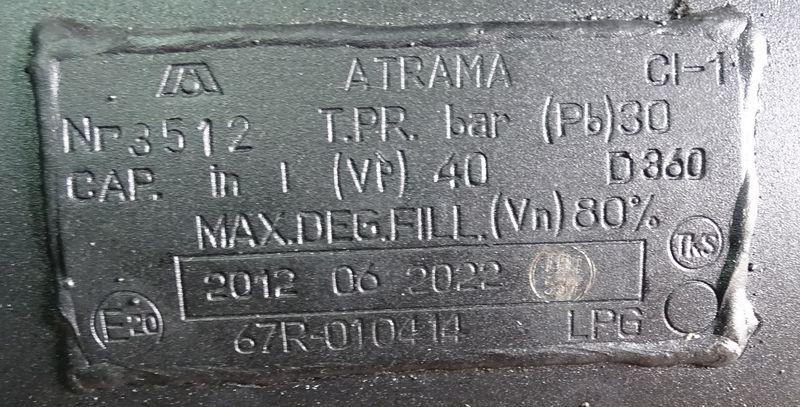 ATRAMA CI-1
Nr 3512 T.PR. bar (Pb) 30
CAP. in l (Vr) 40 D 360
MAX.DEG.FILL.(Vn) 80%
TKS
2012 06 2022
E20
67R-010414 LPG